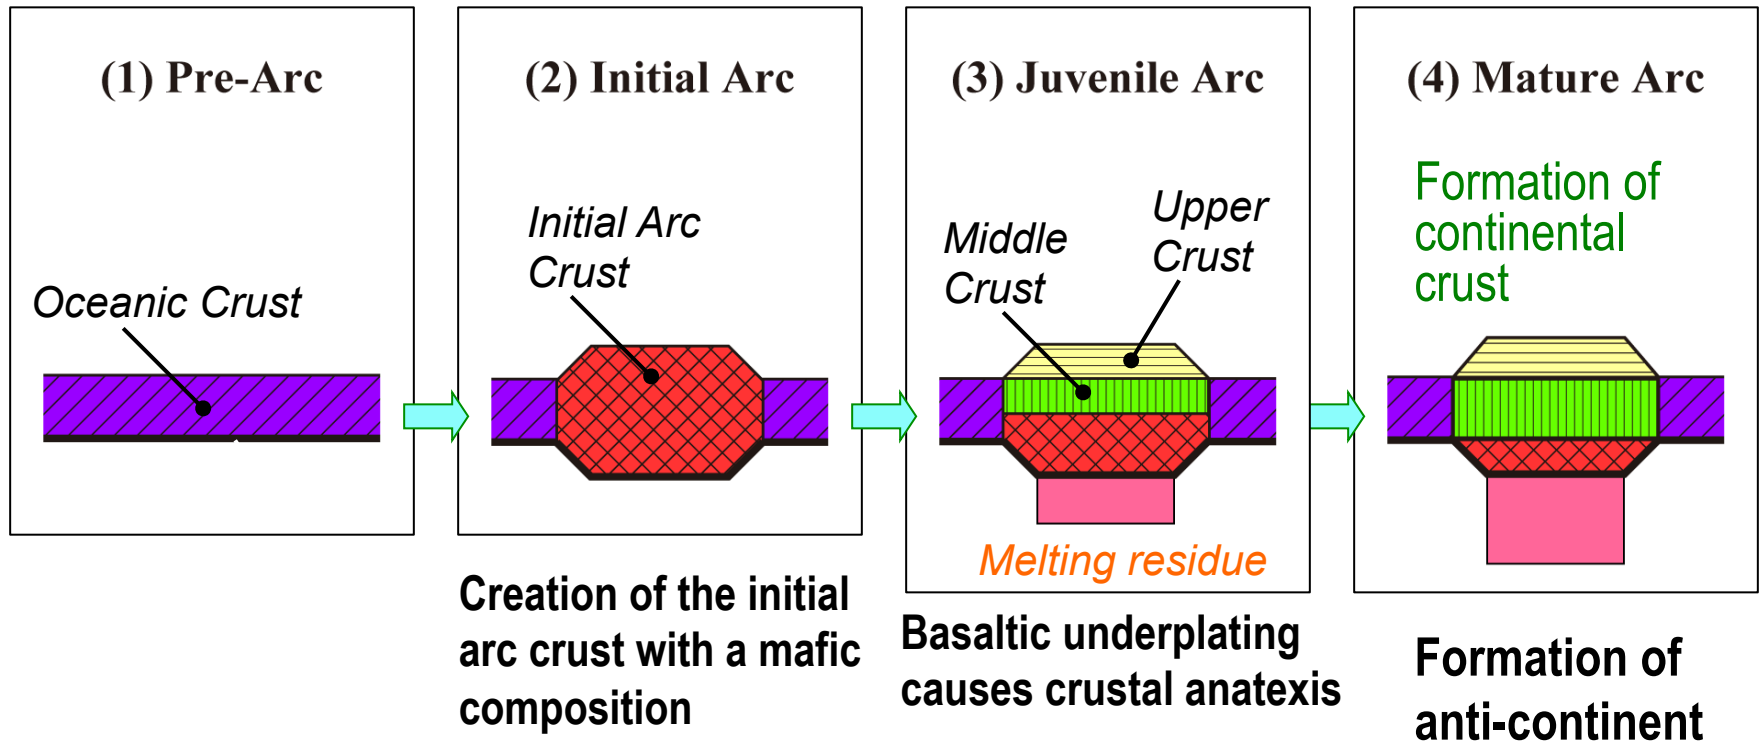 (1) Pre-Arc
Oceanic Crust
(2) Initial Arc
Initial Arc
Crust
Creation of the initial
arc crust with a mafic
composition
(3) Juvenile Arc
Middle
Crust
Upper
Crust
Melting residue
Basaltic underplating
causes crustal anatexis
(4) Mature Arc
Formation of
continental
crust
Formation of
anti-continent